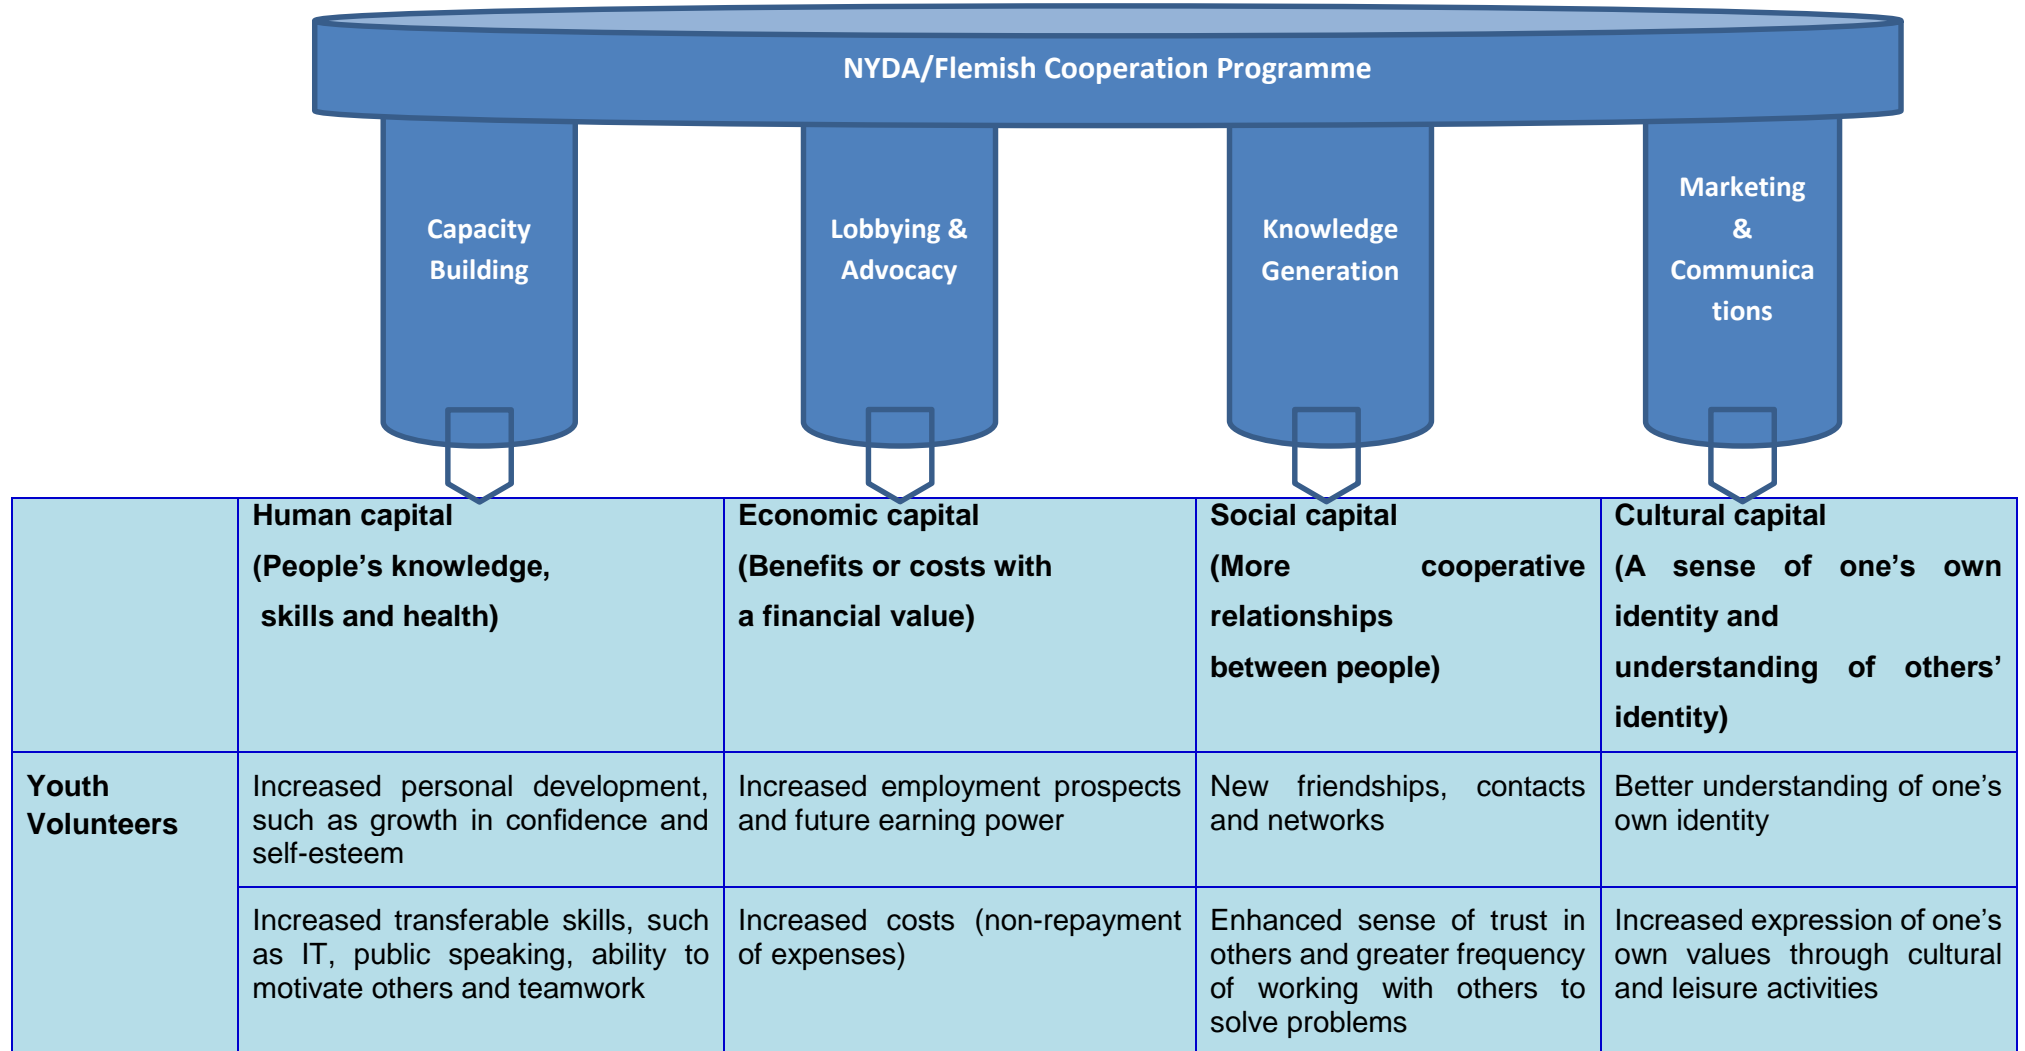 NYDA/Flemish Cooperation Programme
Capacity
Building
Lobbying &
Advocacy
Knowledge
Generation
Marketing
&
Communica
tions
Human capital
(People’s knowledge,
skills and health)
Economic capital
(Benefits or costs with
a financial value)
Social capital
(More cooperative
relationships
between people)
Cultural capital
(A sense of one’s own
identity and
understanding of others’
identity)
Youth
Volunteers
Increased personal development,
such as growth in confidence and
self-esteem
Increased employment prospects
and future earning power
New friendships, contacts
and networks
Better understanding of one’s
own identity
Increased transferable skills, such
as IT, public speaking, ability to
motivate others and teamwork
Increased costs (non-repayment
of expenses)
Enhanced sense of trust in
others and greater frequency
of working with others to
solve problems
Increased expression of one’s
own values through cultural
and leisure activities